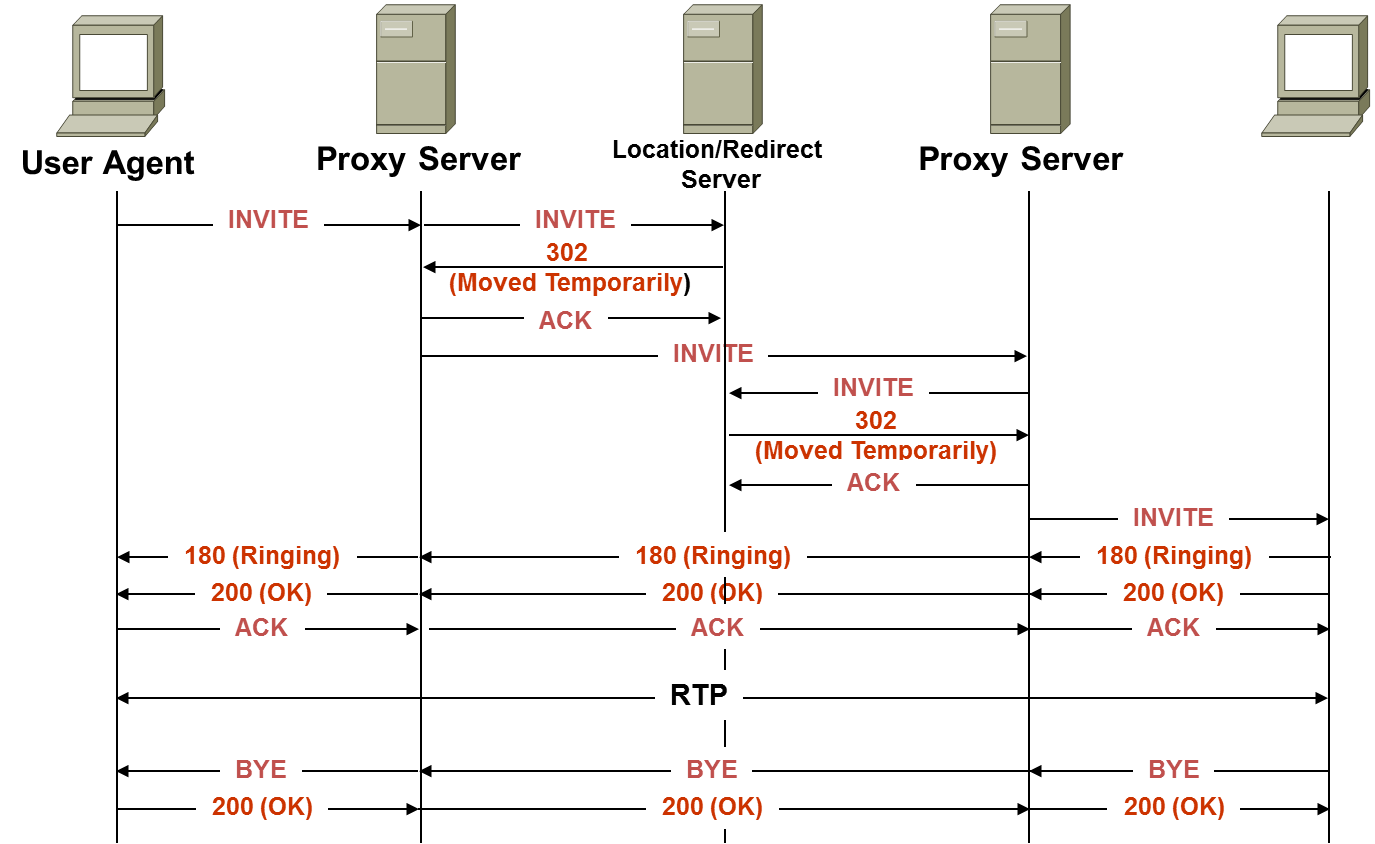 User Agent
Proxy Server
Location/Redirect
Server
Proxy Server
INVITE
INVITE
302
(Moved Temporarily)
ACK
INVITE
INVITE
302
(Moved Temporarily)
ACK
INVITE
180 (Ringing)
180 (Ringing)
180 (Ringing)
200 (OK)
200 (OK)
200 (OK)
ACK
ACK
ACK
RTP
BYE
BYE
BYE
200 (OK)
200 (OK)
200 (OK)